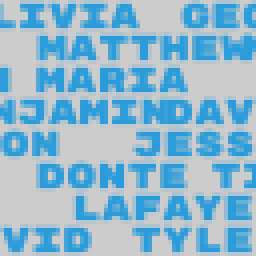 LIVIA GEO
MATTHEW
MARIA
NJAMINDAV
ON JESS
DONTE TI
LAFAYE
VID TYLE